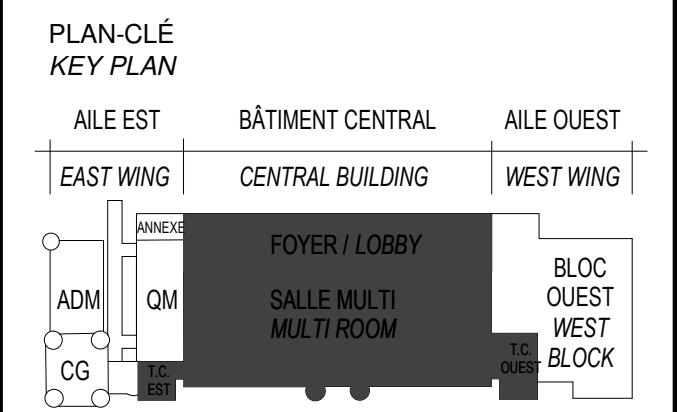 PLAN-CLÉ
KEY PLAN
AILE EST
BÂTIMENT CENTRAL
AILE OUEST
EAST WING
CENTRAL BUILDING
WEST WING
ANNEXE
FOYER / LOBBY
ADM
QM
SALLE MULTI
MULTI ROOM
BLOC
OUEST
WEST
BLOCK
CG
T.C.
EST
T.C.
OUEST